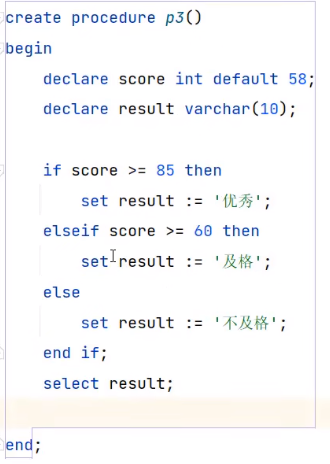 create procedure p3()
begin
declare score int default 58;
declare result varchar(10);
if score >= 85 then
set result := '优秀';
elseif score >= 60 then
set result := '及格';
else
set result := '不及格';
end if;
select result;
end;